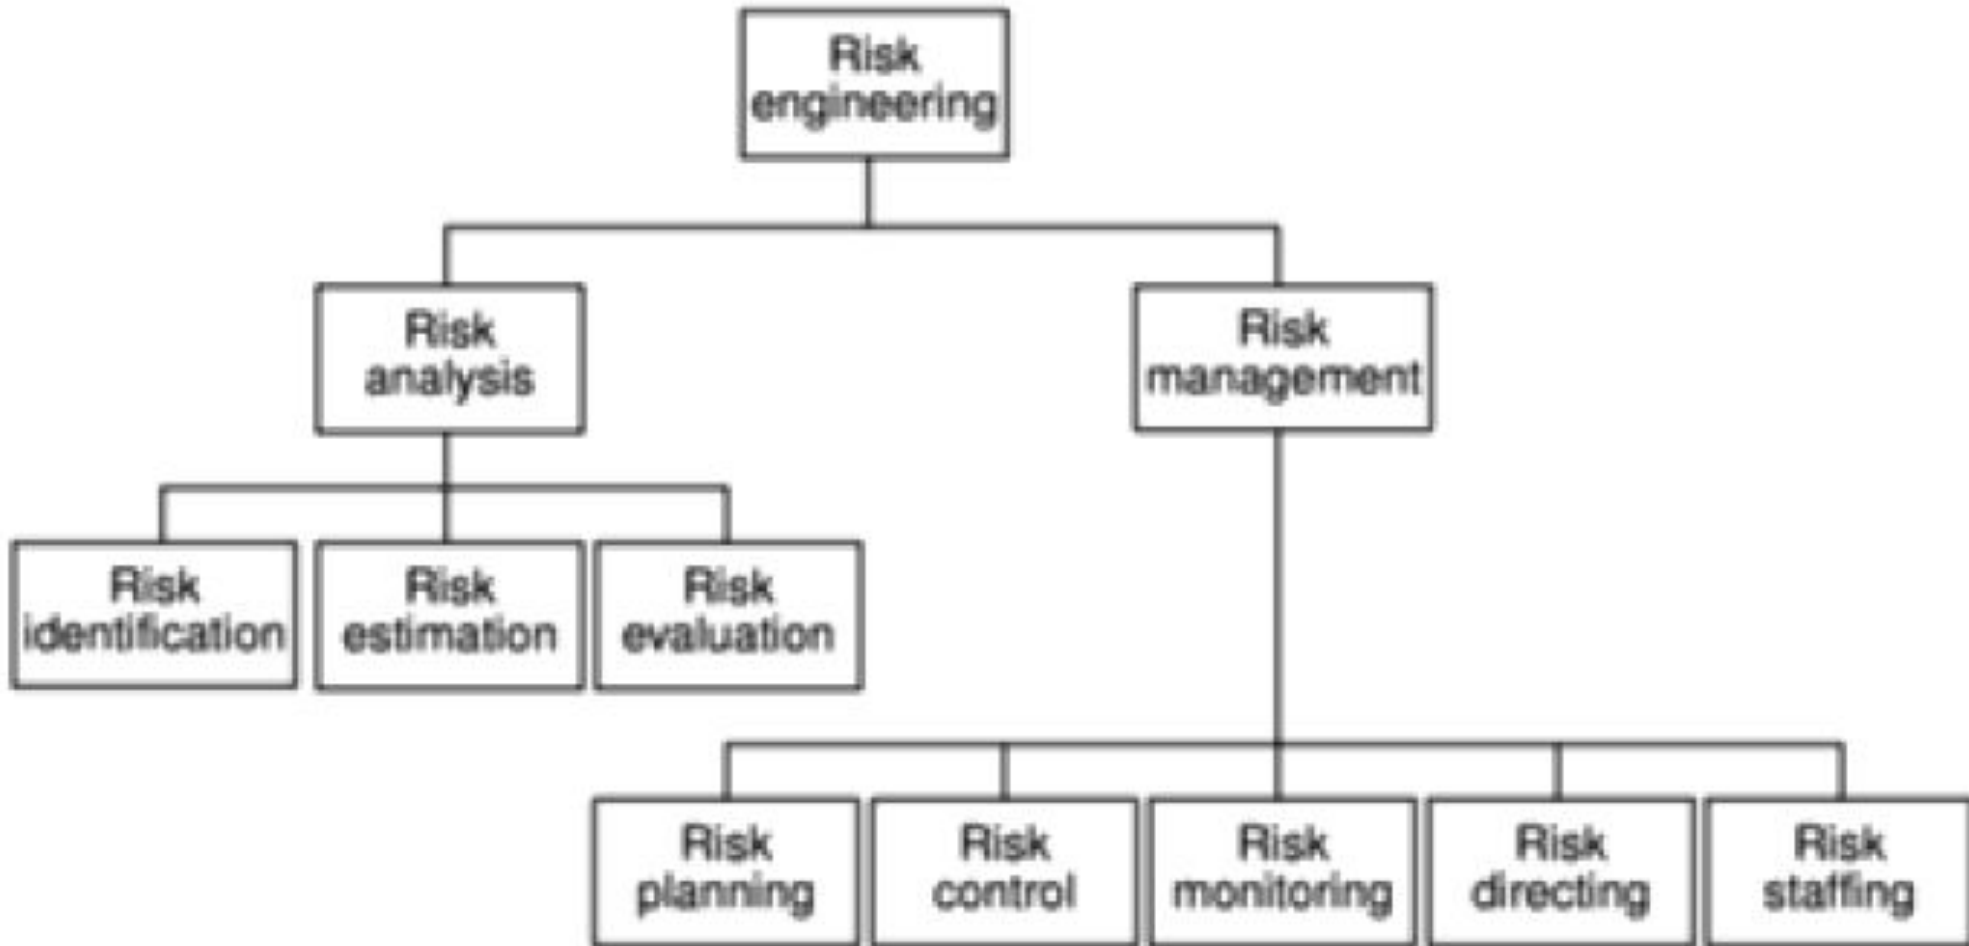 Risk
engineering
Risk
analysis
Risk
management
Risk
identification
Risk
estimation
Risk
evaluation
Risk
planning
Risk
control
Risk
monitoring
Risk
directing
Risk
staffing